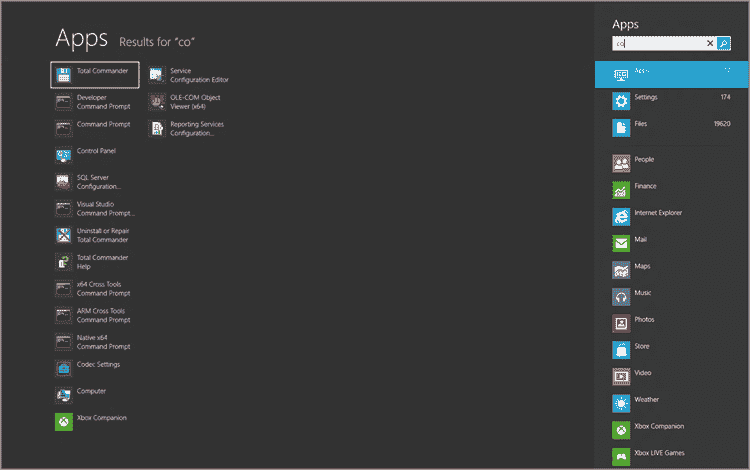 Apps Results for "co"
Total Commander
Developer
Command Prompt
Command Prompt
Control Panel
SQL Server
Configuration...
Visual Studio
Command Prompt...
Uninstall or Repair
Total Commander
Total Commander
Help
x64 Cross Tools
Command Prompt
ARM Cross Tools
Command Prompt
Native x64
Command Prompt
Codec Settings
Computer
Xbox Companion
Service
Configuration Editor
OLE-COM Object
Viewer (x64)
Reporting Services
Configuration...
Apps
co
Apps 17
Settings 174
Files 19620
People
Finance
Internet Explorer
Mail
Maps
Music
Photos
Store
Video
Weather
Xbox Companion
Xbox LIVE Games